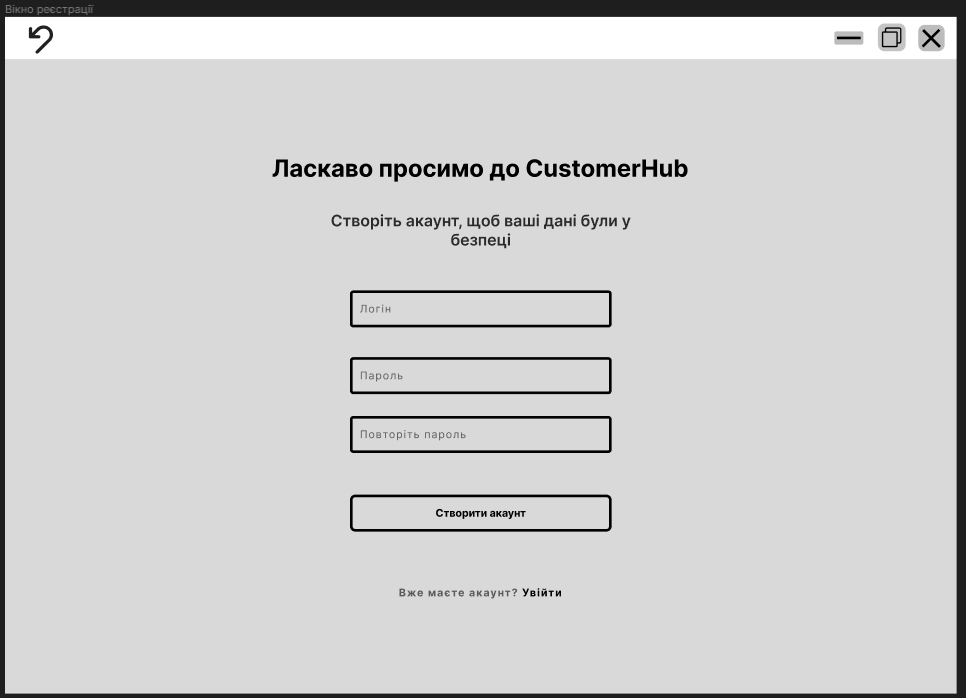 Вікно реєстрації
Ласкаво просимо до CustomerHub
Створіть акаунт, щоб ваші дані були у
безпеці
Логін
Пароль
Повторіть пароль
Створити акаунт
Вже маєте акаунт? Увійти